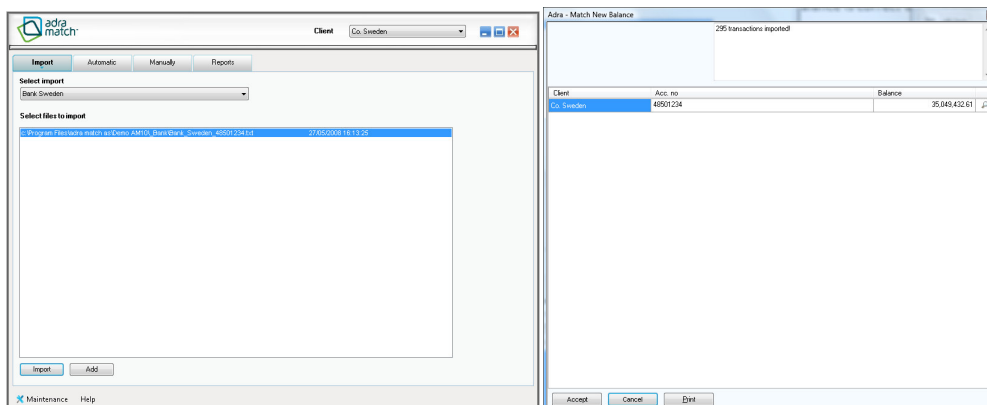 adra
match
Client Co. Sweden
Import Automatic Manually Reports
Select import
Bank Sweden
Select files to import
c:\Program Files\adra match as\Demo AM10\_Bank\Bank_Sweden_48501234.txt 27/05/2008 16:13:25
Import Add
Maintenance Help
Adra - Match New Balance
295 transactions imported!
Client Acc. no Balance
Co. Sweden 48501234 35,049,432.61
Accept Cancel Print